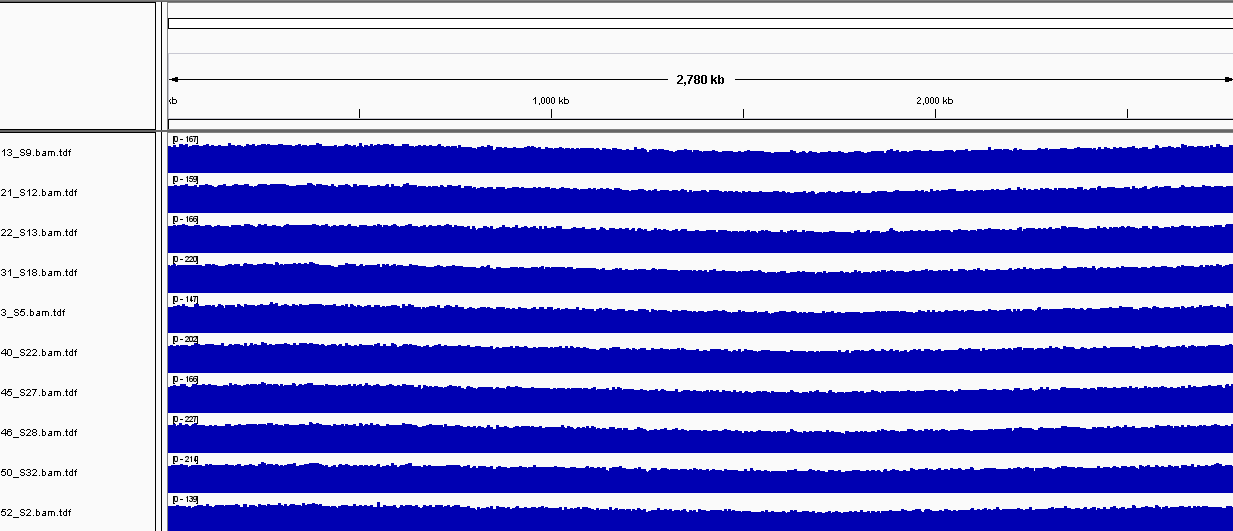 2,780 kb
kb 1,000 kb 2,000 kb
[0 - 167]
13_S9.bam.tdf
[0 - 159]
21_S12.bam.tdf
[0 - 166]
22_S13.bam.tdf
[0 - 220]
31_S18.bam.tdf
[0 - 147]
3_S5.bam.tdf
[0 - 202]
40_S22.bam.tdf
[0 - 166]
45_S27.bam.tdf
[0 - 227]
46_S28.bam.tdf
[0 - 214]
50_S32.bam.tdf
[0 - 139]
52_S2.bam.tdf